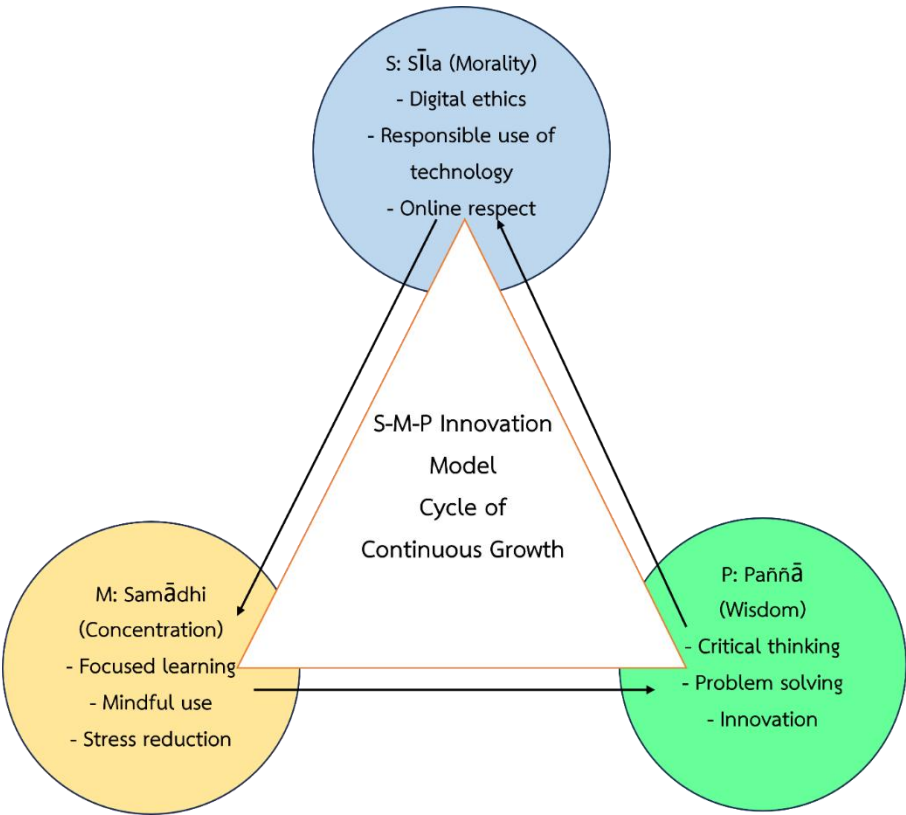 S: Sīla (Morality)
- Digital ethics
- Responsible use of
technology
- Online respect
S-M-P Innovation
Model
Cycle of
Continuous Growth
M: Samādhi
(Concentration)
- Focused learning
- Mindful use
- Stress reduction
P: Paññā
(Wisdom)
- Critical thinking
- Problem solving
- Innovation